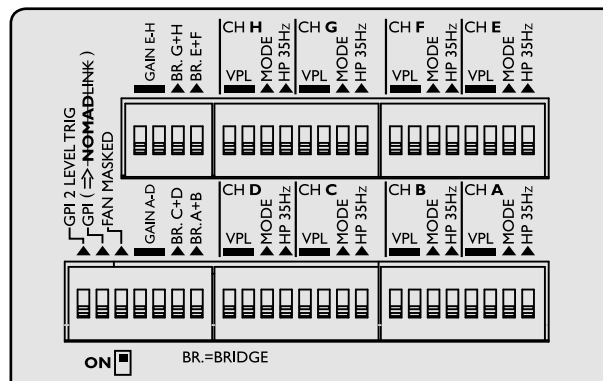 GAIN E-H
BR. G+H
BR. E+F
CH H
VPL
MODE
HP 35Hz
CH G
VPL
MODE
HP 35Hz
CH F
VPL
MODE
HP 35Hz
CH E
VPL
MODE
HP 35Hz
GPI 2 LEVEL TRIG
GPI ( => NOMADLINK )
FAN MASKED
GAIN A-D
BR. C+D
BR. A+B
CH D
VPL
MODE
HP 35Hz
CH C
VPL
MODE
HP 35Hz
CH B
VPL
MODE
HP 35Hz
CH A
VPL
MODE
HP 35Hz
ON
BR.=BRIDGE